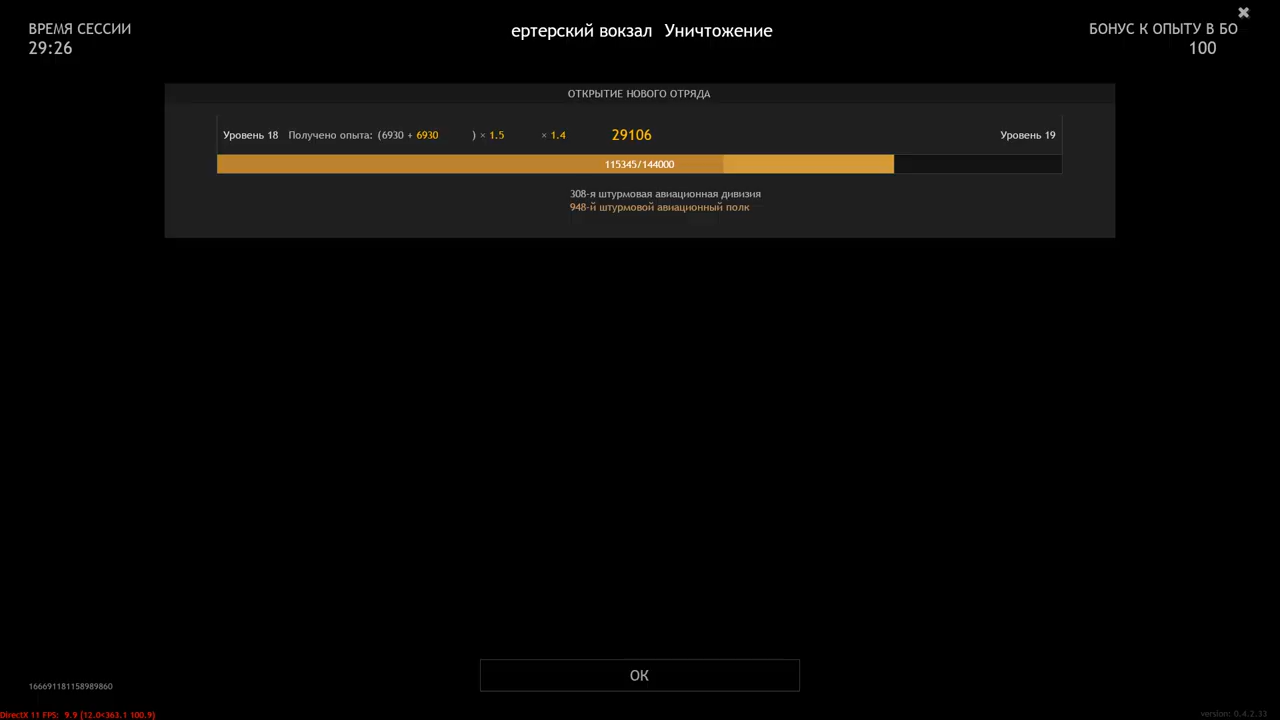 ВРЕМЯ СЕССИИ
29:26
ертерский вокзал Уничтожение
БОНУС К ОПЫТУ В БО
100
ОТКРЫТИЕ НОВОГО ОТРЯДА
Уровень 18 Получено опыта: (6930 + 6930 ) × 1.5 × 1.4 29106 Уровень 19
115345/144000
308-я штурмовая авиационная дивизия
948-й штурмовой авиационный полк
ОК
166691181158989860
DirectX 11 FPS: 9.9 (12.0<363.1 100.9)
version: 0.4.2.33